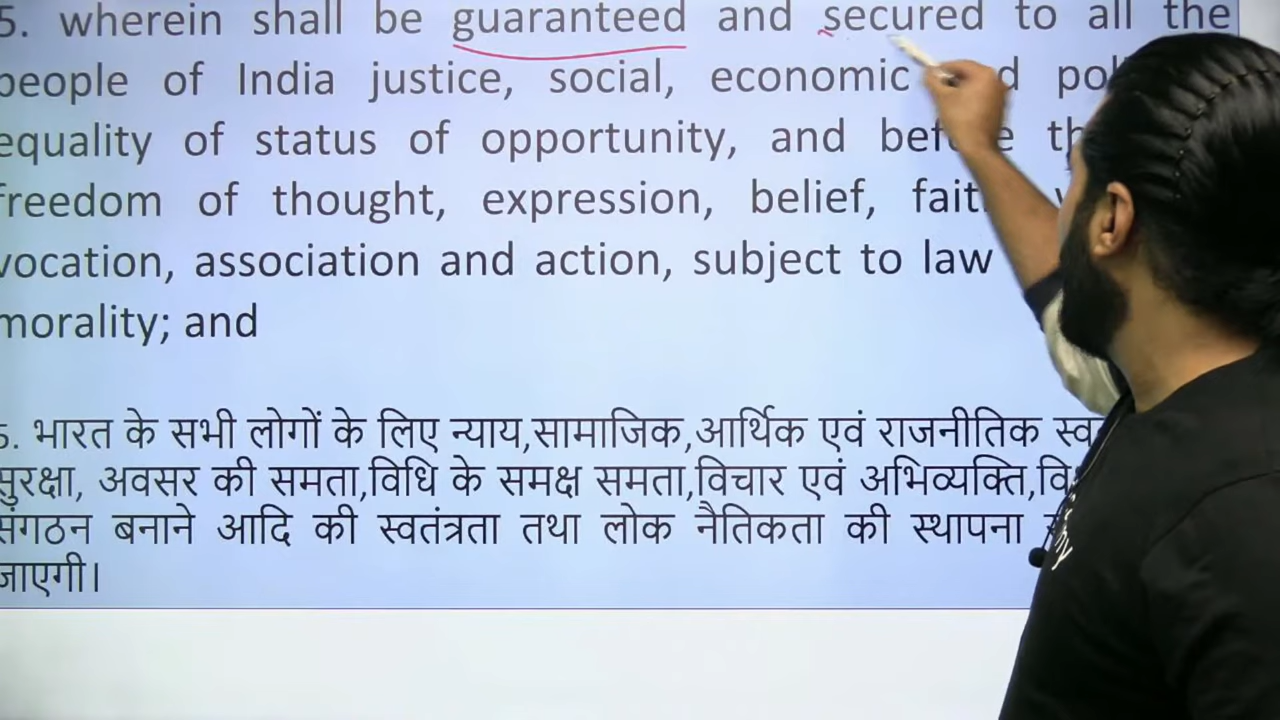 5. wherein shall be guaranteed and secured to all the
people of India justice, social, economic
equality of status of opportunity, and
freedom of thought, expression, belief,
vocation, association and action, subject to law
morality; and
5. भारत के सभी लोगों के लिए न्याय,सामाजिक,आर्थिक एवं राजनीतिक
सुरक्षा, अवसर की समता,विधि के समक्ष समता,विचार एवं अभिव्यक्ति,
संगठन बनाने आदि की स्वतंत्रता तथा लोक नैतिकता की स्थापना
जाएगी।